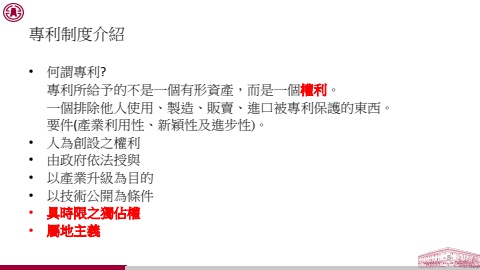 專利制度介紹
• 何謂專利?
專利所給予的不是一個有形資產，而是一個權利。
一個排除他人使用、製造、販賣、進口被專利保護的東西。
要件(產業利用性、新穎性及進步性)。
• 人為創設之權利
• 由政府依法授與
• 以產業升級為目的
• 以技術公開為條件
• 具時限之獨佔權
• 屬地主義